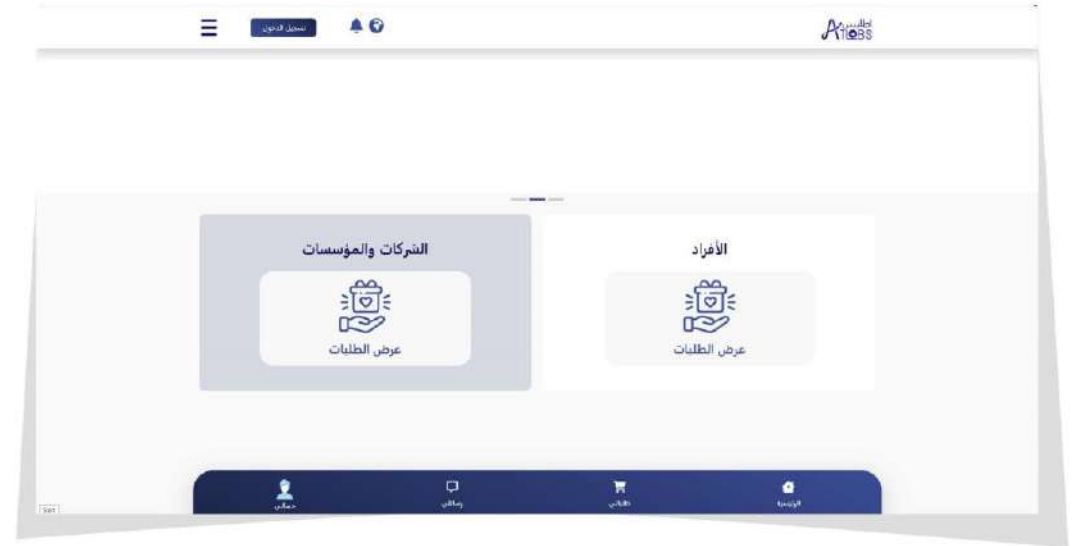 اطلبس
ATLOBS
تسجيل الدخول
الأفراد
عرض الطلبات
الشركات والمؤسسات
عرض الطلبات
الرئيسية
طلباتي
رسائلي
حسابي